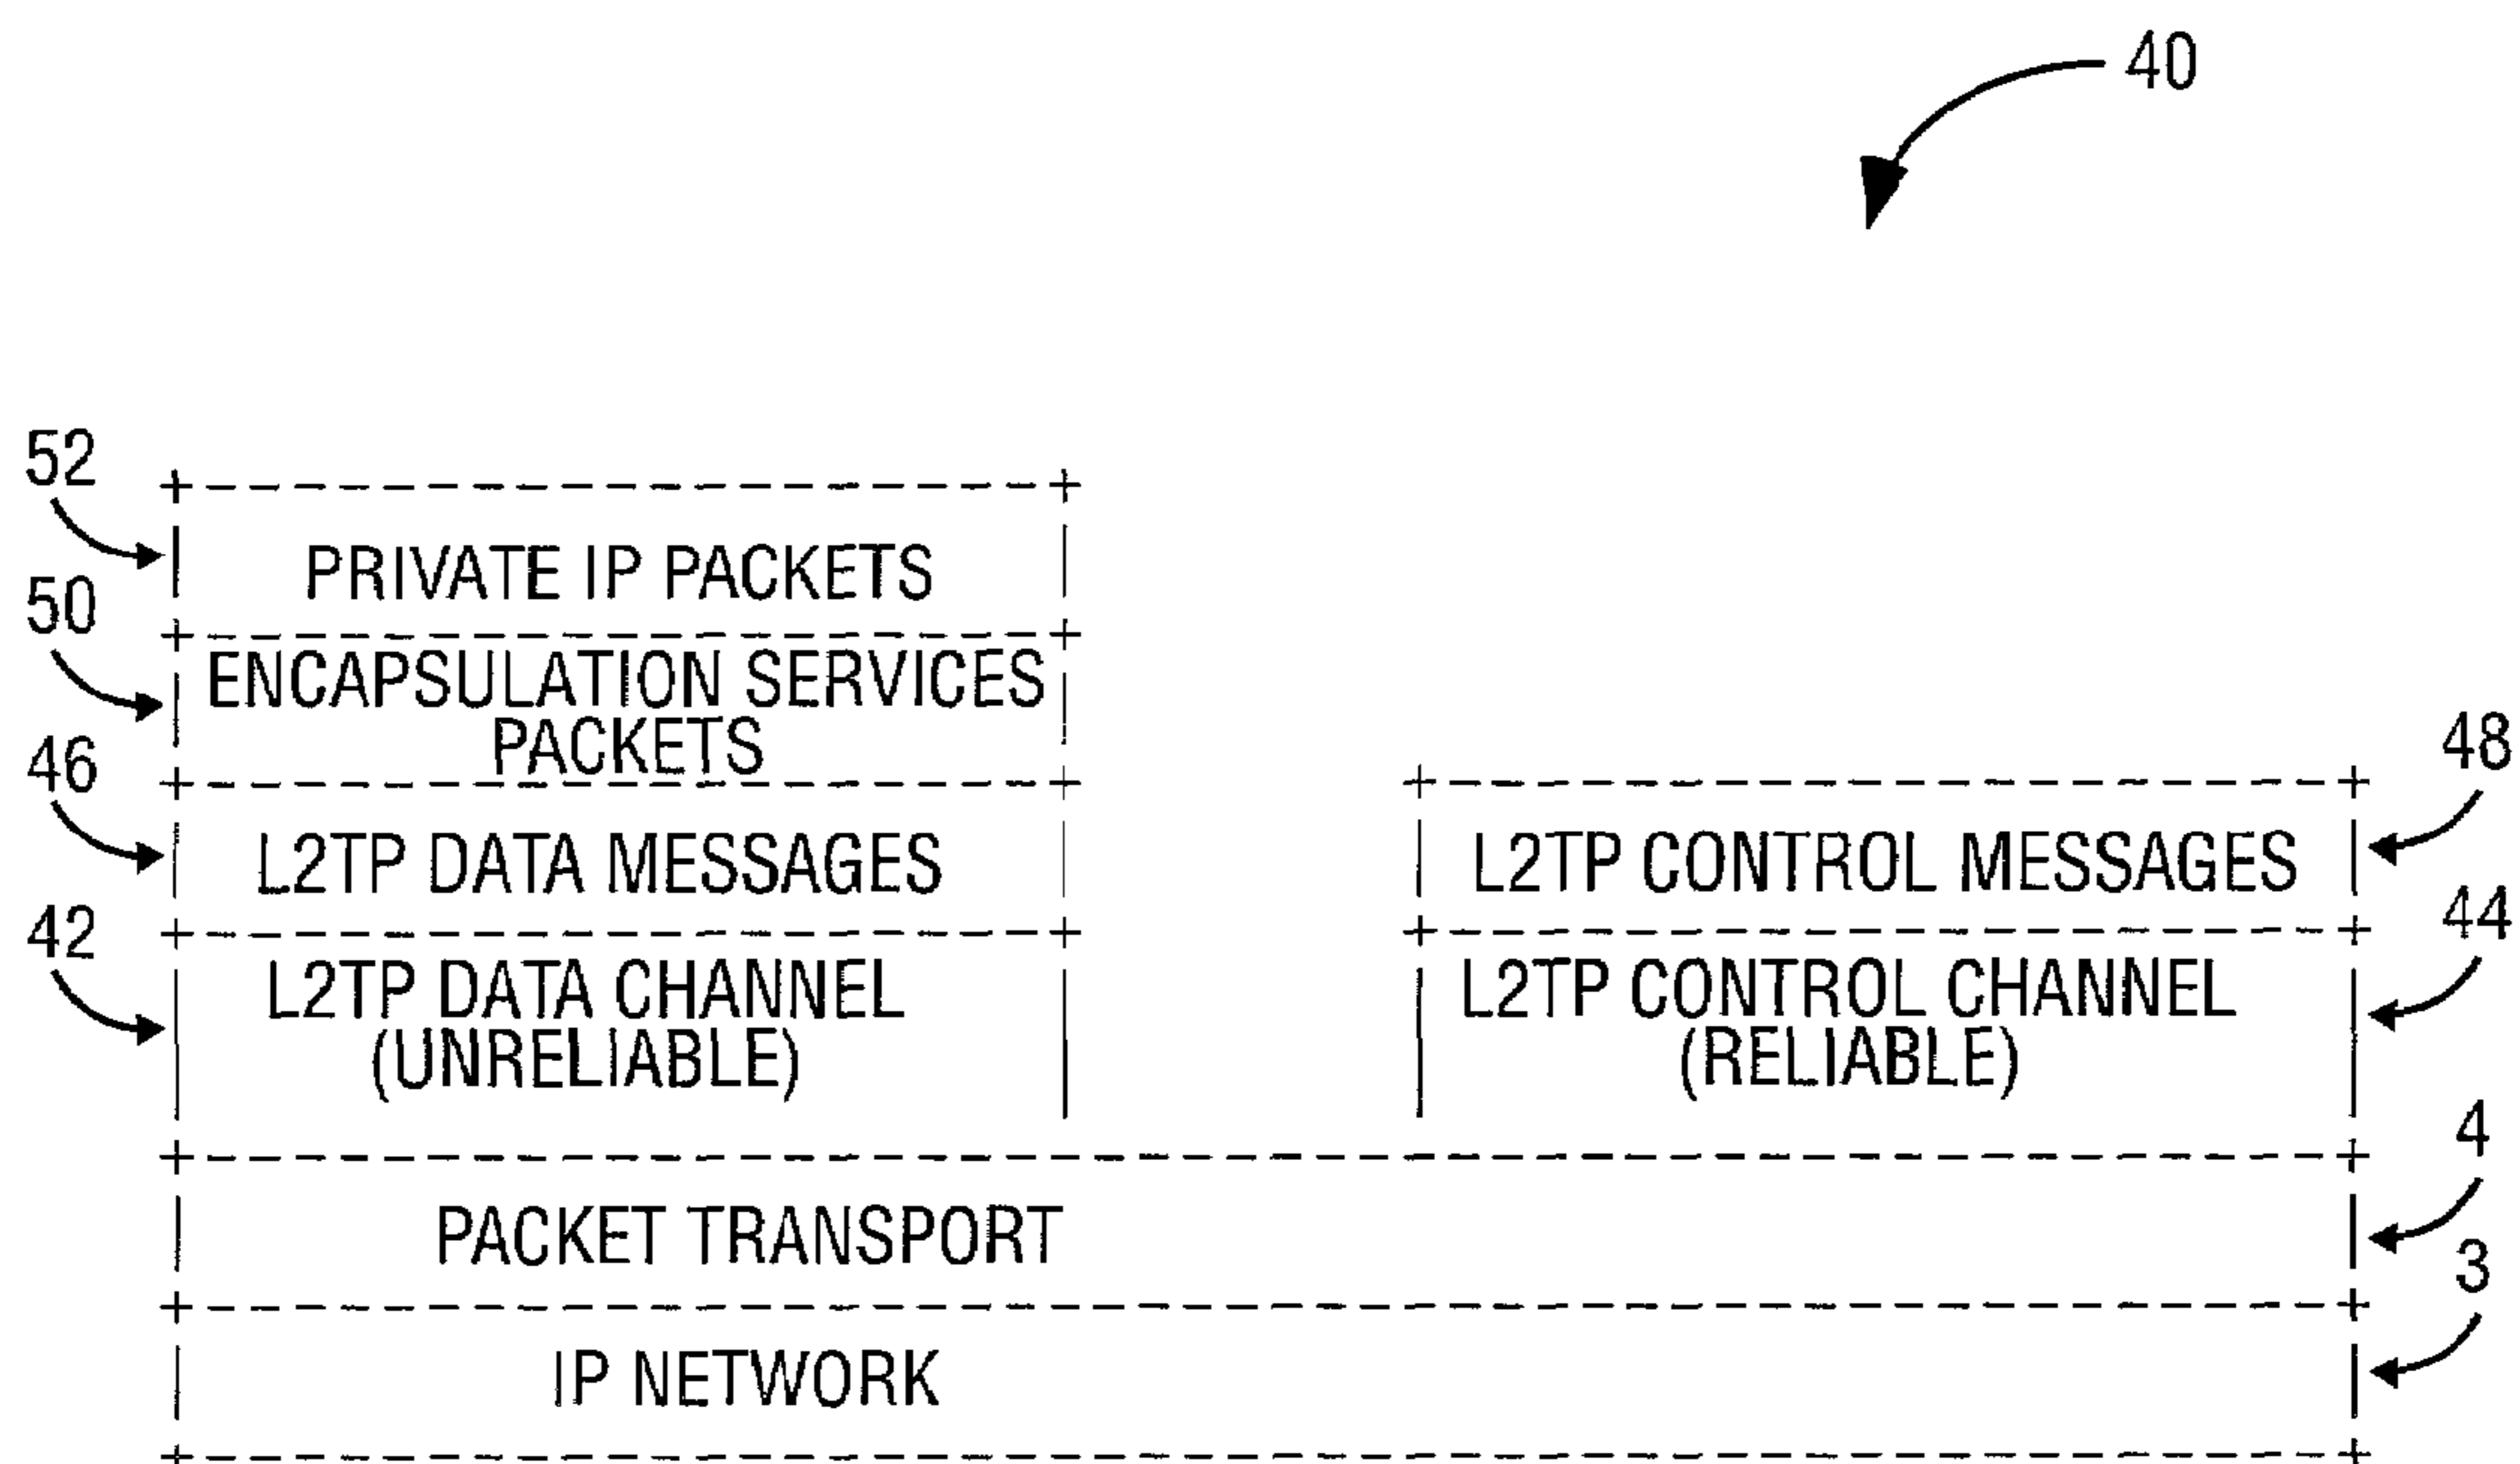 40
52
PRIVATE IP PACKETS
50
ENCAPSULATION SERVICES
PACKETS
46
48
L2TP DATA MESSAGES
L2TP CONTROL MESSAGES
42
44
L2TP DATA CHANNEL
(UNRELIABLE)
L2TP CONTROL CHANNEL
(RELIABLE)
4
PACKET TRANSPORT
3
IP NETWORK